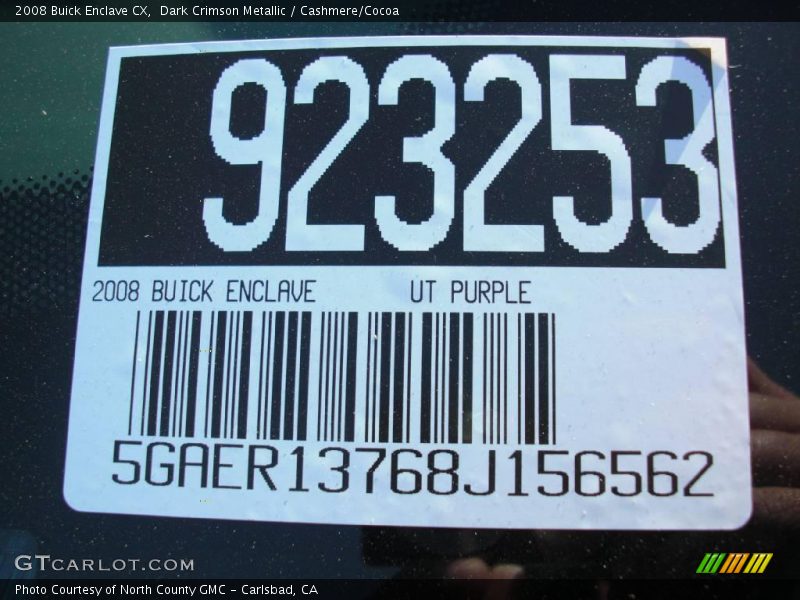 2008 Buick Enclave CX,  Dark Crimson Metallic / Cashmere/Cocoa
923253
2008 BUICK ENCLAVE UT PURPLE
5GAER13768J156562
GTCARLOT.COM
Photo Courtesy of North County GMC - Carlsbad, CA